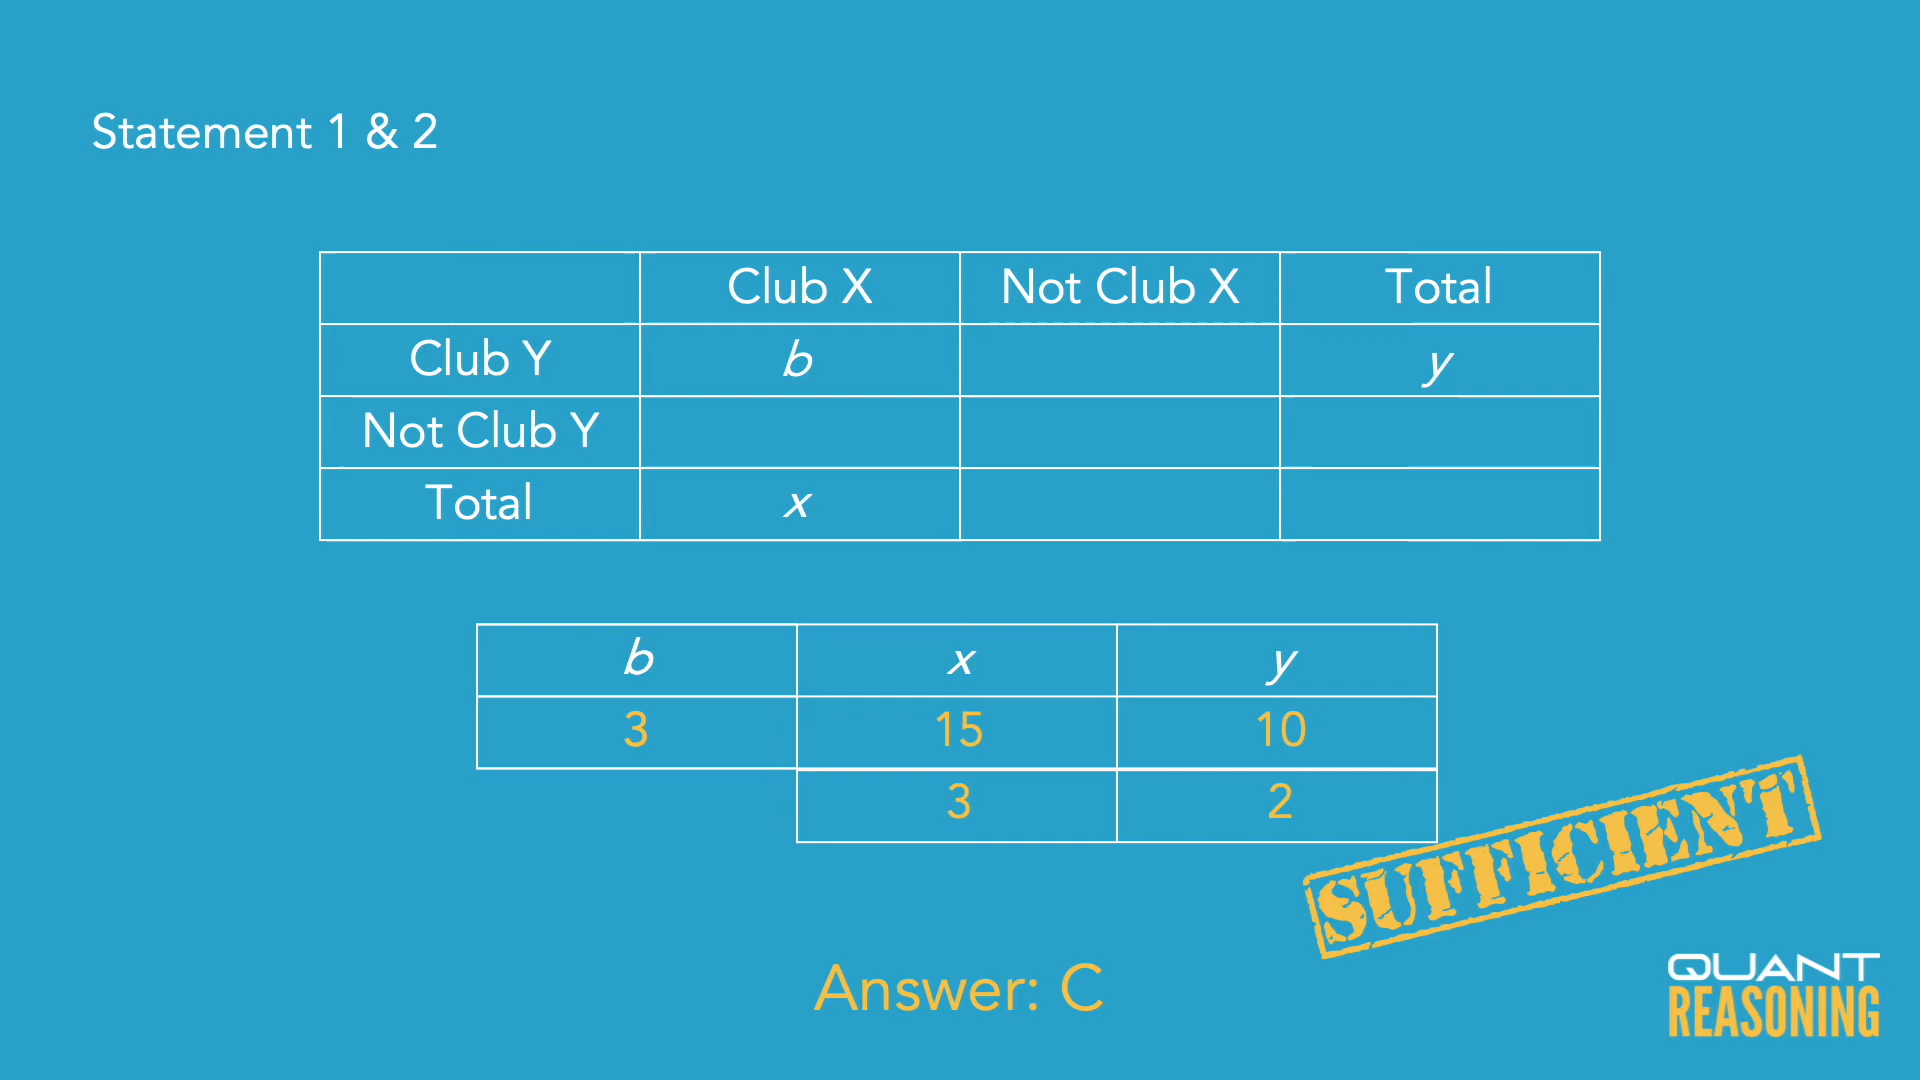 Statement 1 & 2
Club X Not Club X Total
Club Y b y
Not Club Y
Total x
b x y
3 15 10
3 2
SUFFICIENT
Answer: C
QUANT
REASONING